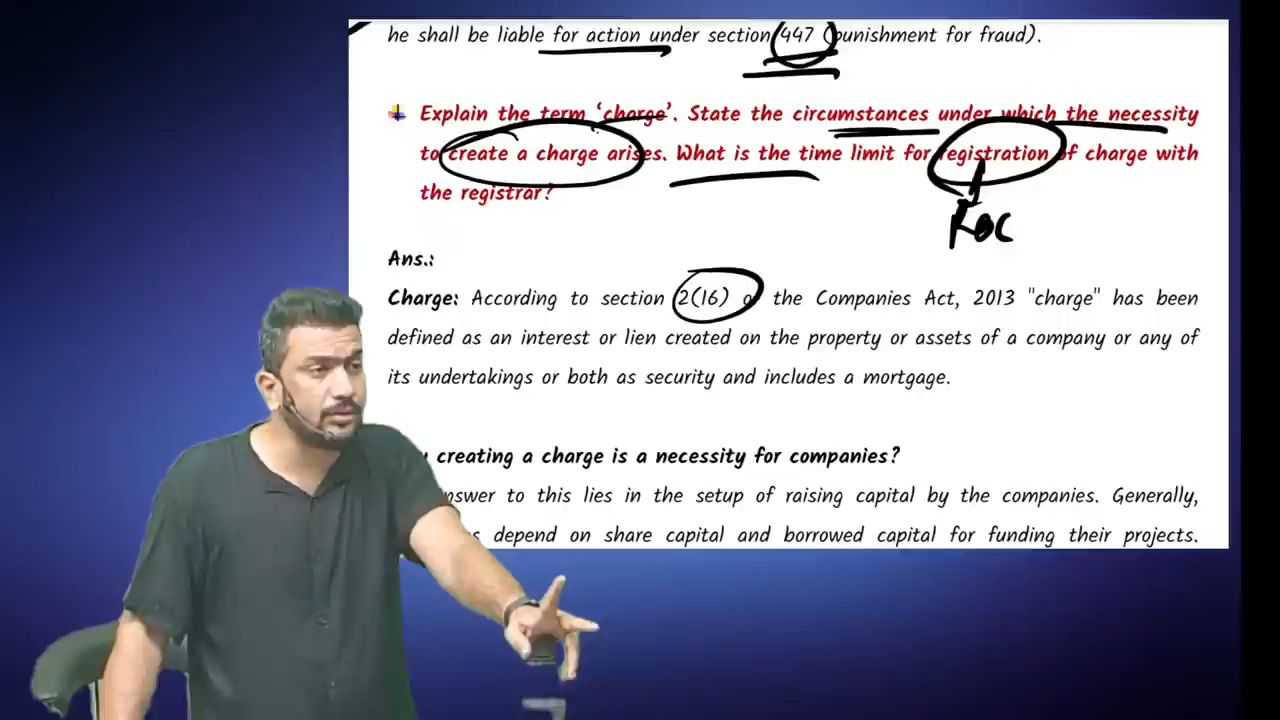 he shall be liable for action under section 447 (punishment for fraud).
Explain the term ‘charge’. State the circumstances under which the necessity
to create a charge arises. What is the time limit for registration of charge with
the registrar?
ROC
Ans.:
Charge: According to section 2(16) of the Companies Act, 2013 "charge" has been
defined as an interest or lien created on the property or assets of a company or any of
its undertakings or both as security and includes a mortgage.
creating a charge is a necessity for companies?
answer to this lies in the setup of raising capital by the companies. Generally,
depend on share capital and borrowed capital for funding their projects.